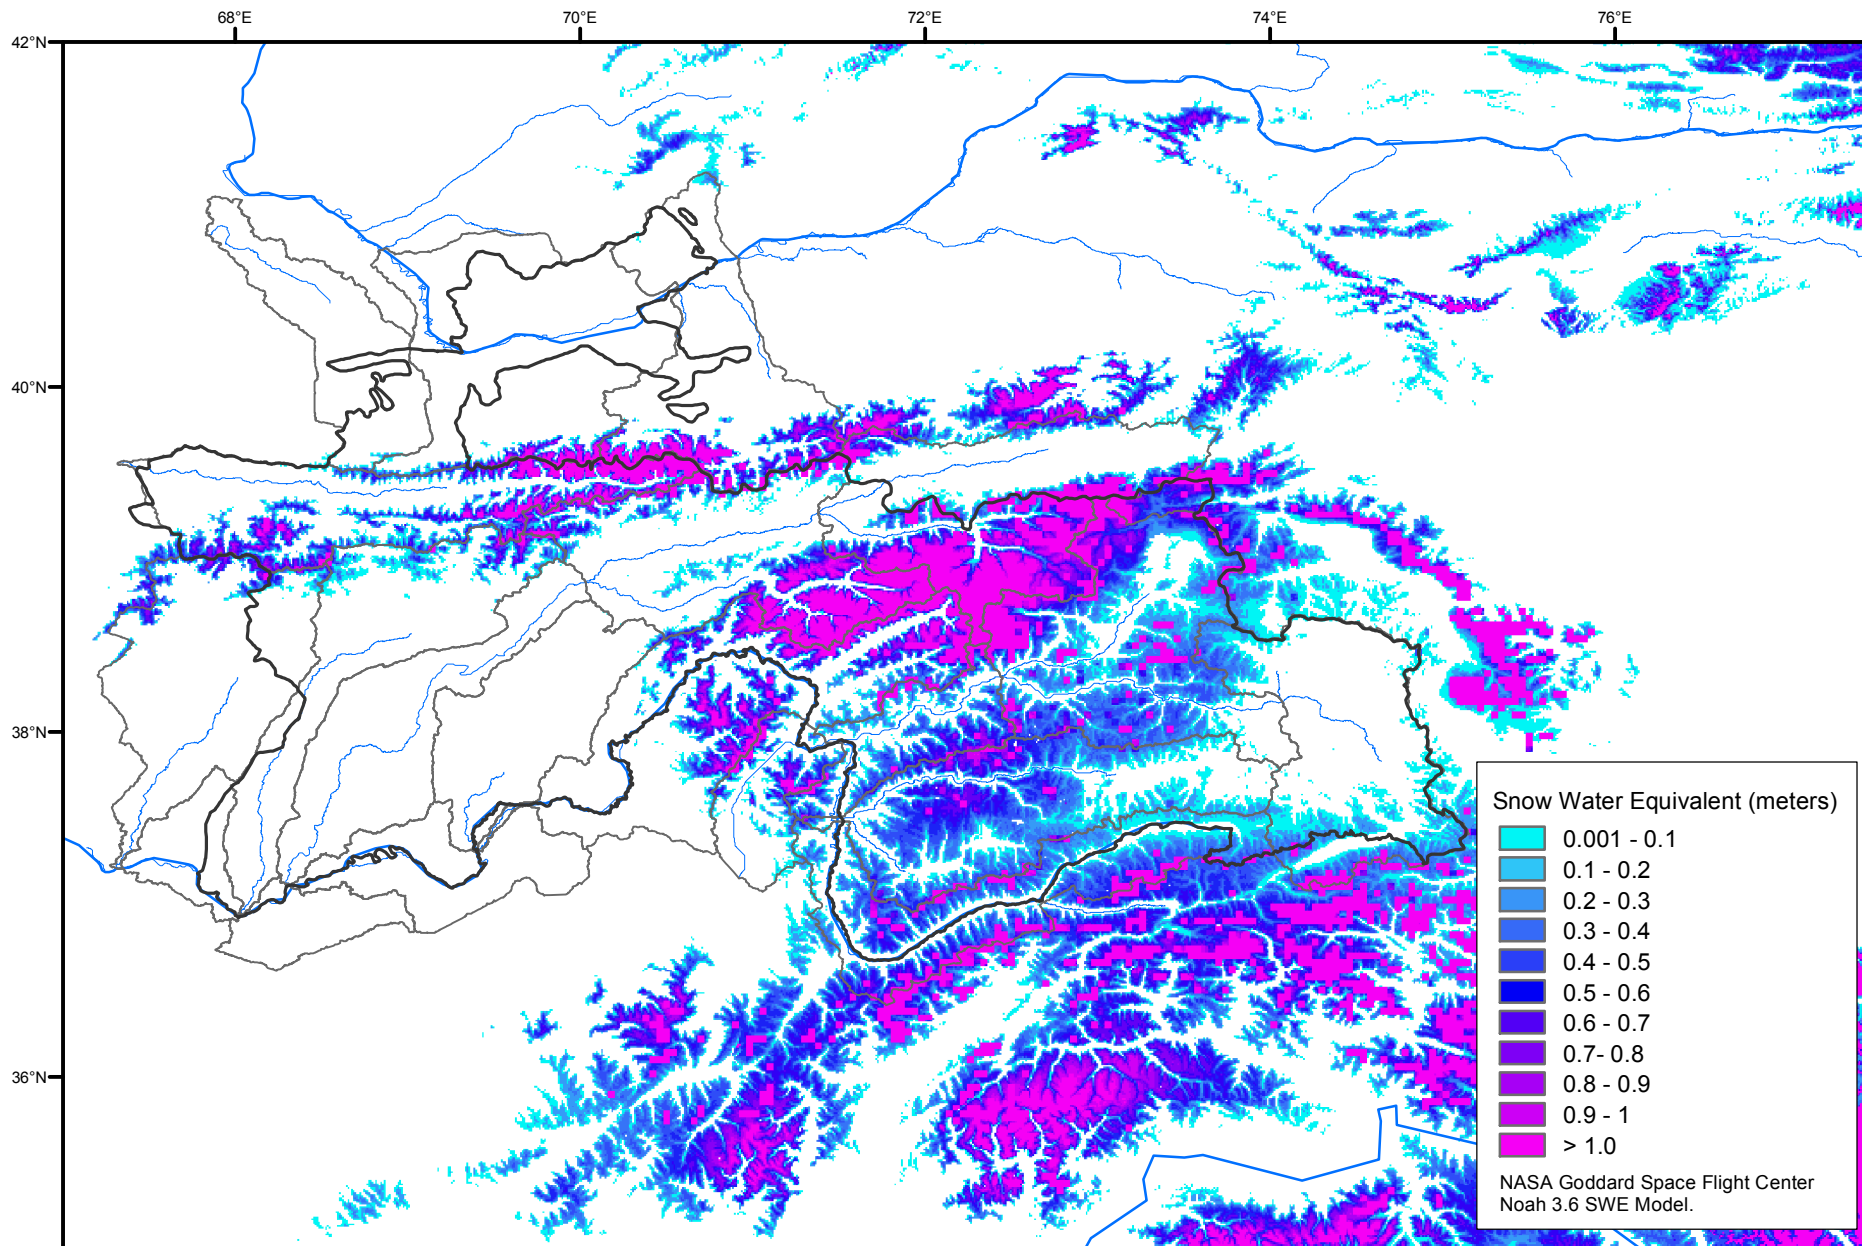 68°E
70°E
72°E
74°E
76°E
42°N
40°N
38°N
36°N
Snow Water Equivalent (meters)
0.001 - 0.1
0.1 - 0.2
0.2 - 0.3
0.3 - 0.4
0.4 - 0.5
0.5 - 0.6
0.6 - 0.7
0.7- 0.8
0.8 - 0.9
0.9 - 1
> 1.0
NASA Goddard Space Flight Center
Noah 3.6 SWE Model.